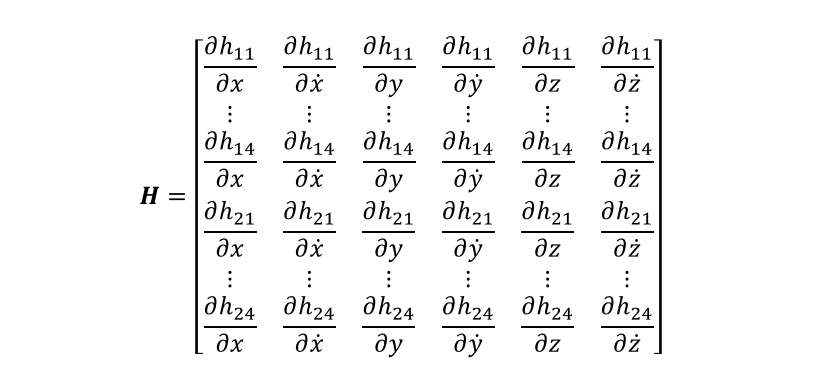 ∂h₁₁ ∂h₁₁ ∂h₁₁ ∂h₁₁ ∂h₁₁ ∂h₁₁
∂x ∂ẋ ∂y ∂ẏ ∂z ∂ż
⋮ ⋮ ⋮ ⋮ ⋮ ⋮
∂h₁₄ ∂h₁₄ ∂h₁₄ ∂h₁₄ ∂h₁₄ ∂h₁₄
∂x ∂ẋ ∂y ∂ẏ ∂z ∂ż
H =
∂h₂₁ ∂h₂₁ ∂h₂₁ ∂h₂₁ ∂h₂₁ ∂h₂₁
∂x ∂ẋ ∂y ∂ẏ ∂z ∂ż
⋮ ⋮ ⋮ ⋮ ⋮ ⋮
∂h₂₄ ∂h₂₄ ∂h₂₄ ∂h₂₄ ∂h₂₄ ∂h₂₄
∂x ∂ẋ ∂y ∂ẏ ∂z ∂ż